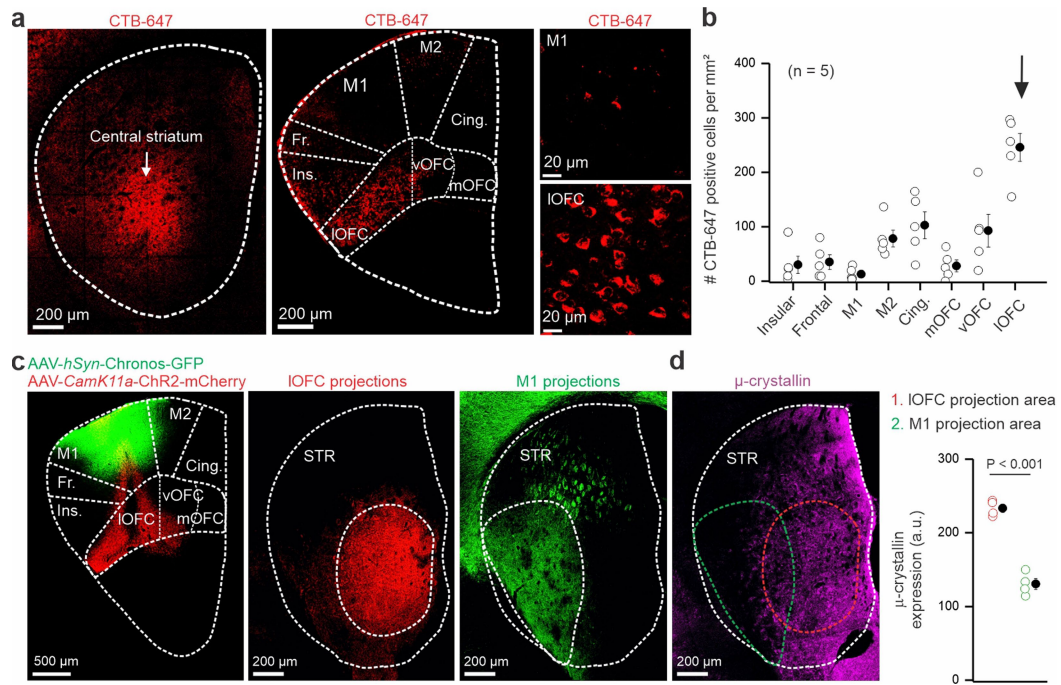 a
CTB-647
CTB-647
CTB-647
b
Central striatum
200 µm
M1
M2
Cing.
Fr.
Ins.
vOFC
mOFC
lOFC
200 µm
M1
20 µm
lOFC
20 µm
# CTB-647 positive cells per mm²
400
300
200
100
0
(n = 5)
Insular
Frontal
M1
M2
Cing.
mOFC
vOFC
lOFC
c
AAV-hSyn-Chronos-GFP
AAV-CamK11a-ChR2-mCherry
lOFC projections
M1 projections
d
µ-crystallin
M2
M1
Fr.
Ins.
Cing.
vOFC
lOFC
mOFC
500 µm
STR
200 µm
STR
200 µm
STR
200 µm
1. lOFC projection area
2. M1 projection area
µ-crystallin
expression (a.u.)
300
200
100
0
P < 0.001